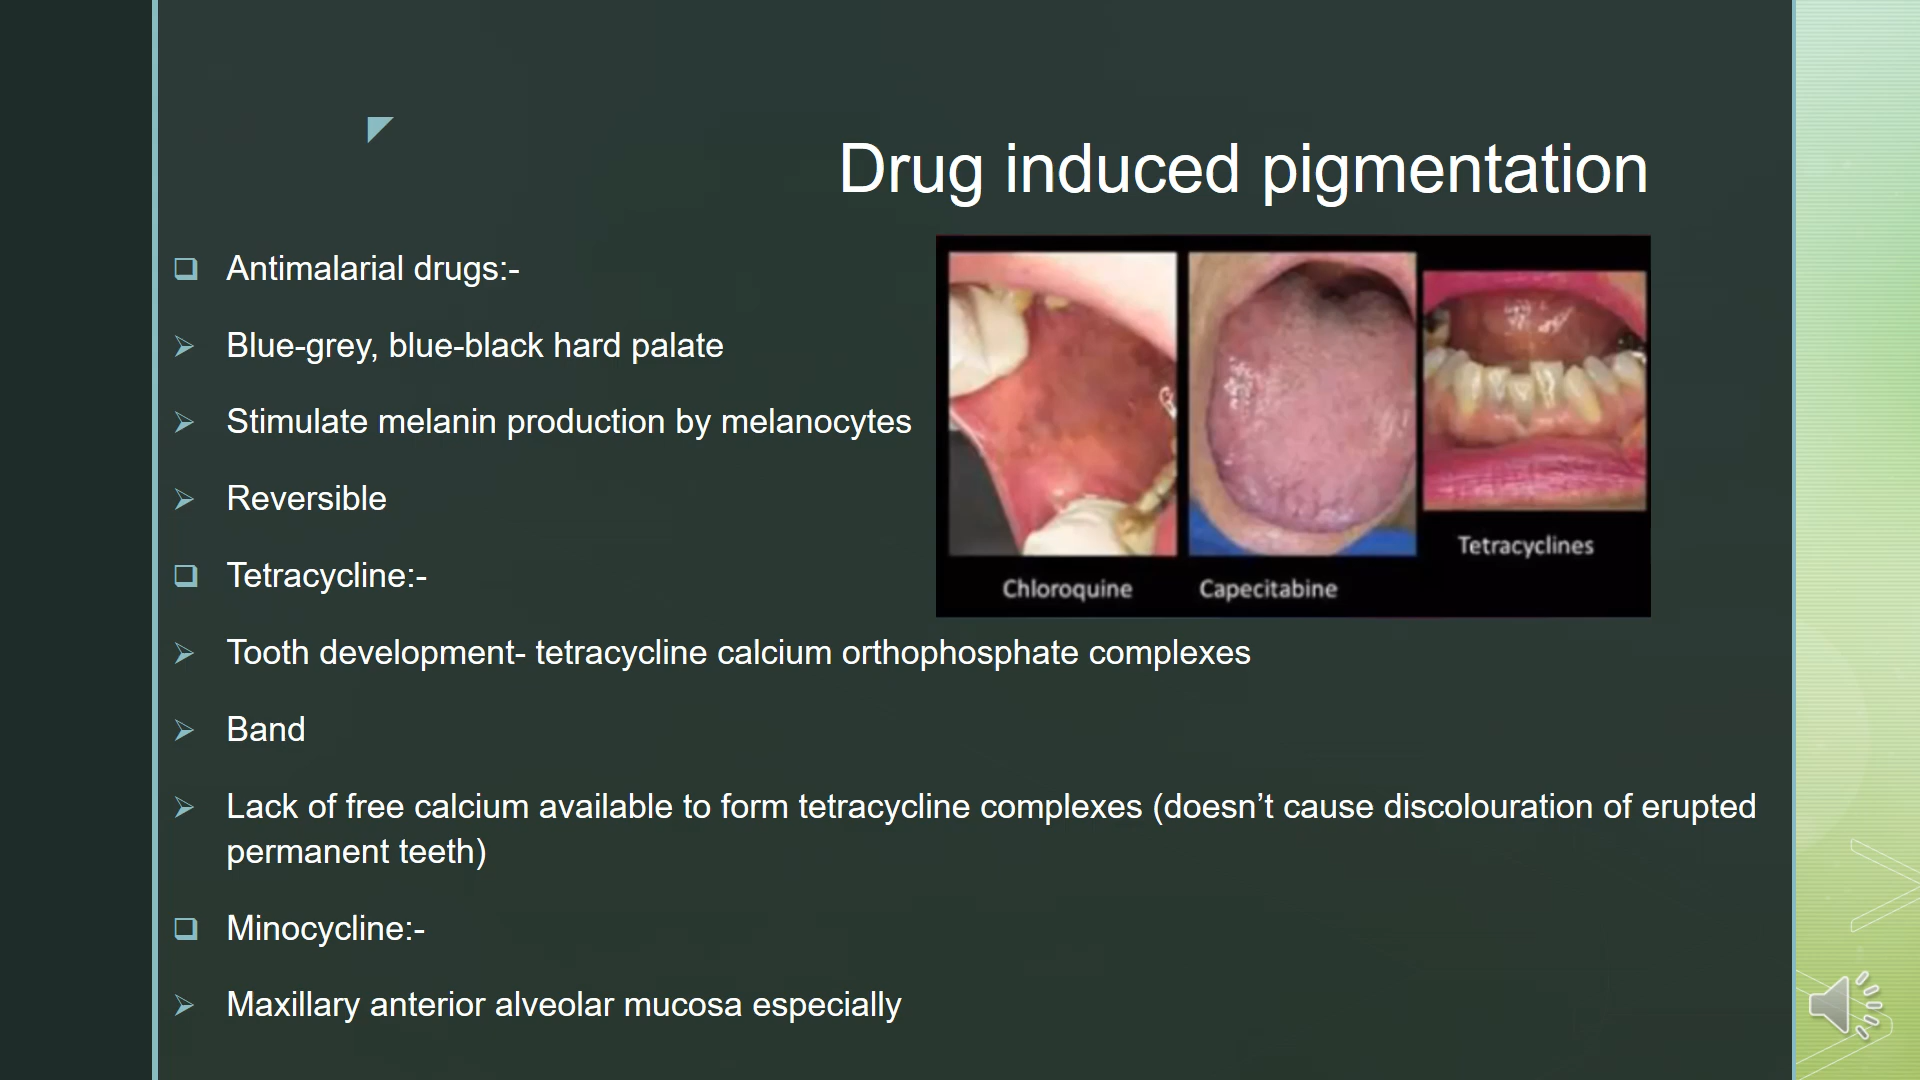 Drug induced pigmentation
Antimalarial drugs:-
Blue-grey, blue-black hard palate
Stimulate melanin production by melanocytes
Reversible
Tetracycline:-
Tooth development- tetracycline calcium orthophosphate complexes
Band
Lack of free calcium available to form tetracycline complexes (doesn’t cause discolouration of erupted
permanent teeth)
Minocycline:-
Maxillary anterior alveolar mucosa especially
Chloroquine
Capecitabine
Tetracyclines